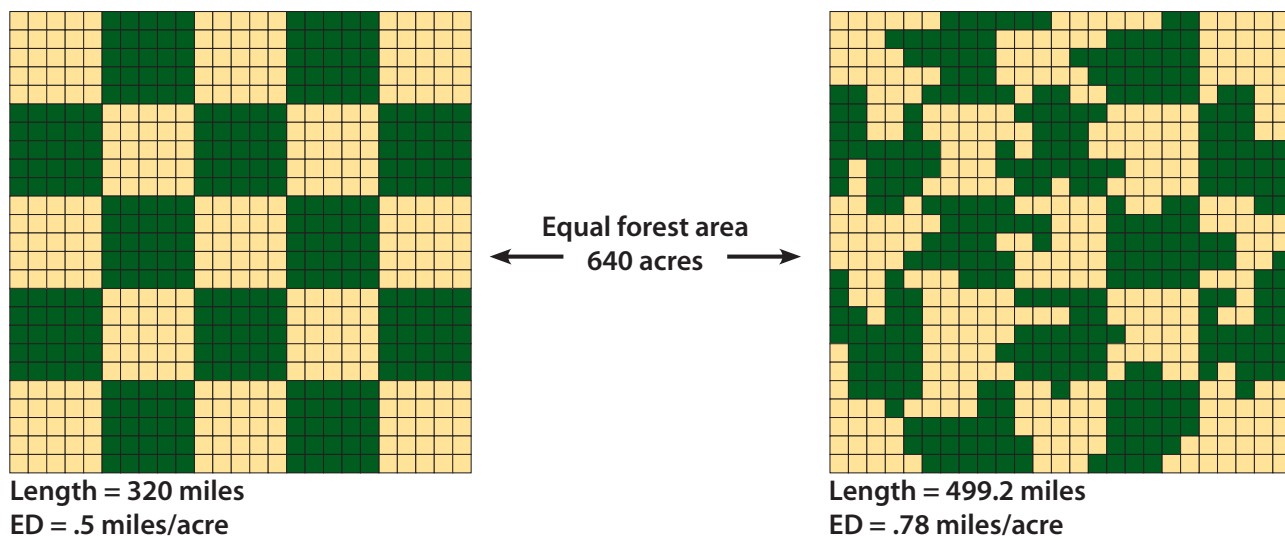 Equal forest area
640 acres
Length = 320 miles
ED = .5 miles/acre
Length = 499.2 miles
ED = .78 miles/acre